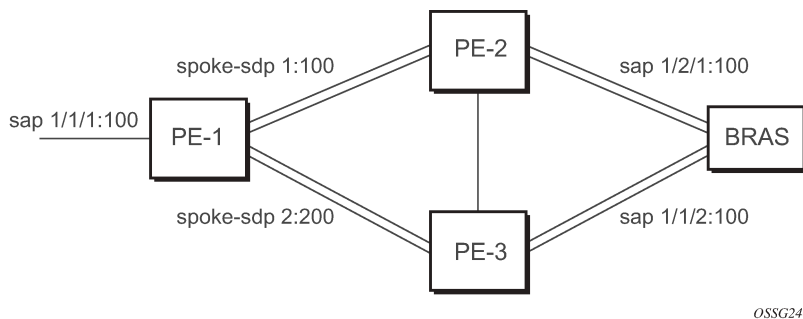 PE-2
spoke-sdp 1:100
sap 1/2/1:100
sap 1/1/1:100
PE-1
BRAS
spoke-sdp 2:200
sap 1/1/2:100
PE-3
OSSG24